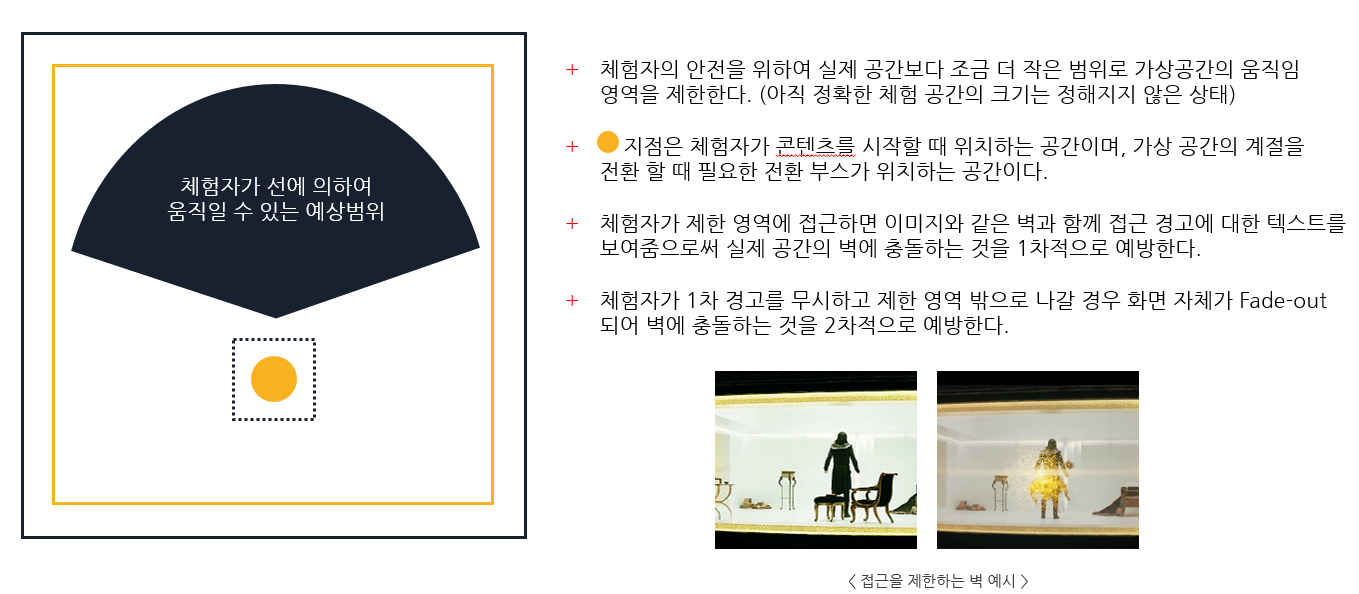 체험자가 선에 의하여
움직일 수 있는 예상범위
+ 체험자의 안전을 위하여 실제 공간보다 조금 더 작은 범위로 가상공간의 움직임
영역을 제한한다. (아직 정확한 체험 공간의 크기는 정해지지 않은 상태)
+ 지점은 체험자가 콘텐츠를 시작할 때 위치하는 공간이며, 가상 공간의 계절을
전환 할 때 필요한 전환 부스가 위치하는 공간이다.
+ 체험자가 제한 영역에 접근하면 이미지와 같은 벽과 함께 접근 경고에 대한 텍스트를
보여줌으로써 실제 공간의 벽에 충돌하는 것을 1차적으로 예방한다.
+ 체험자가 1차 경고를 무시하고 제한 영역 밖으로 나갈 경우 화면 자체가 Fade-out
되어 벽에 충돌하는 것을 2차적으로 예방한다.
〈 접근을 제한하는 벽 예시 〉